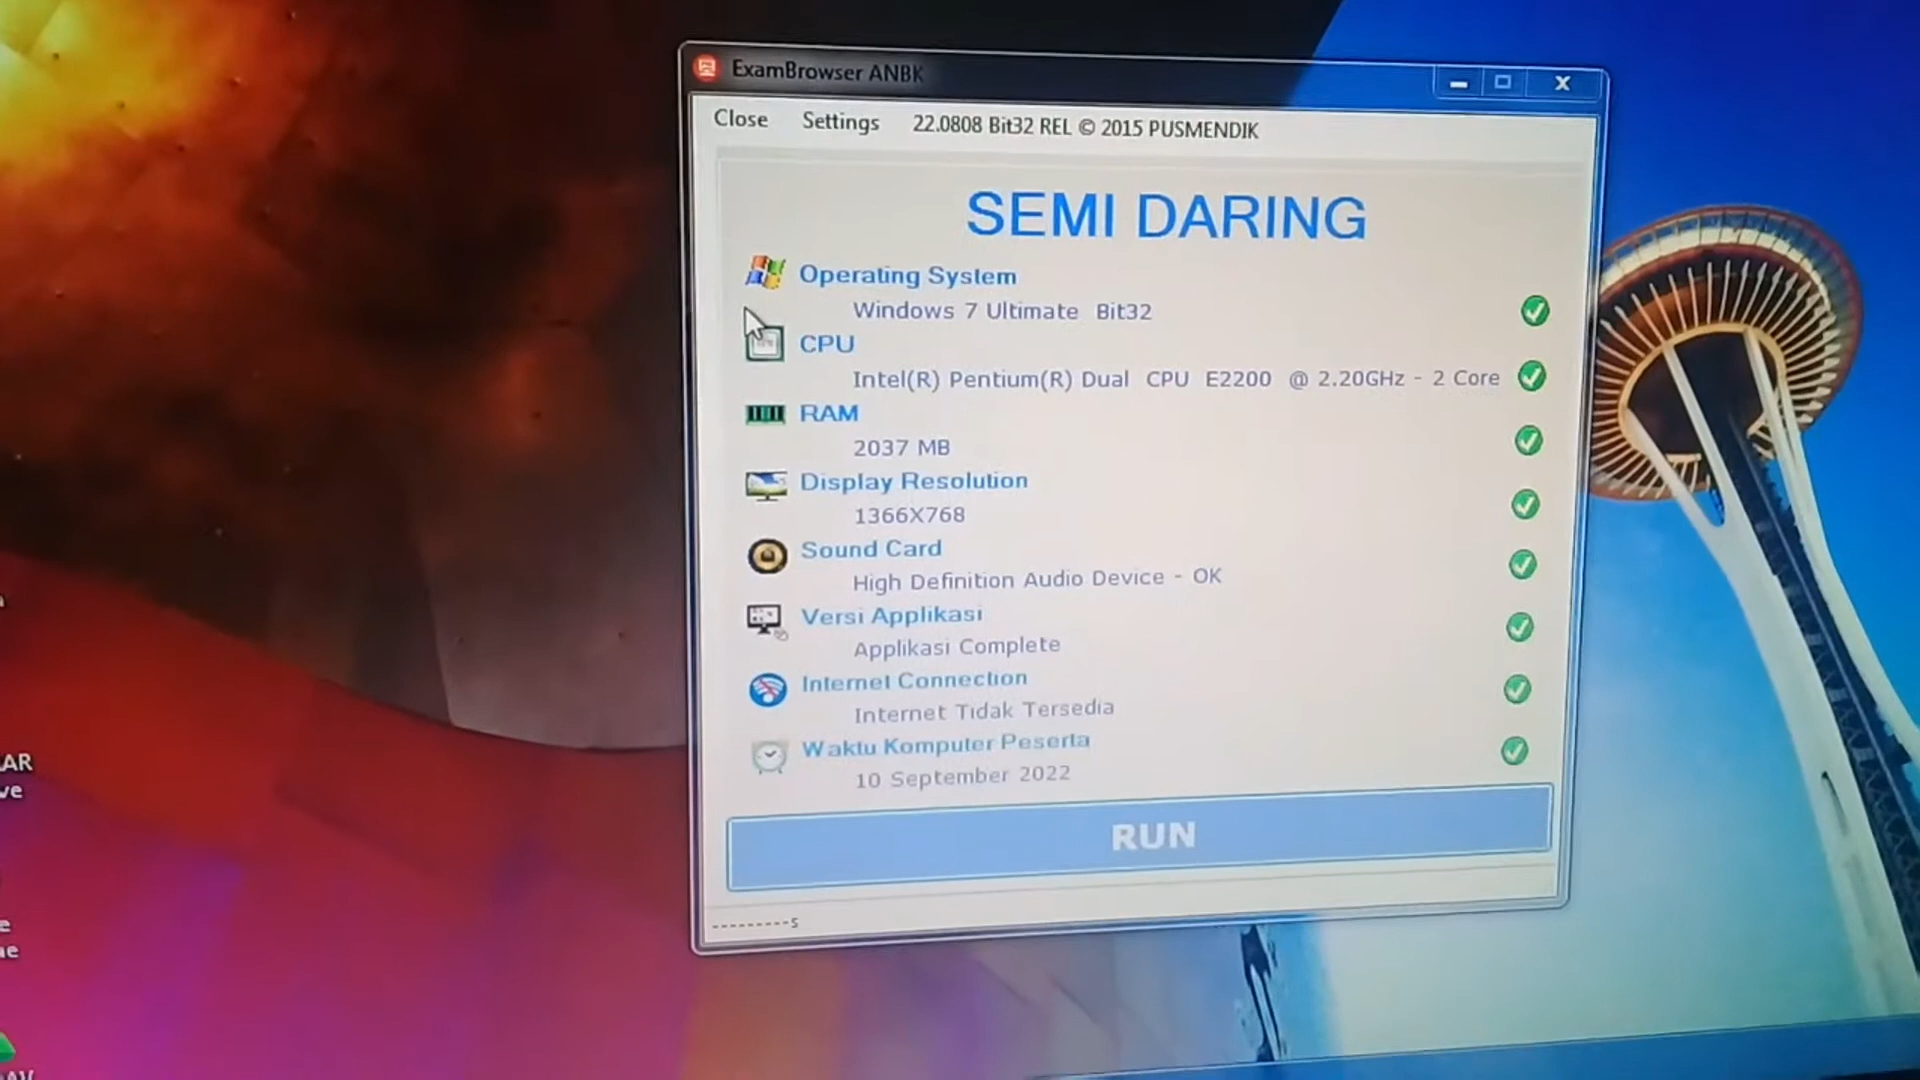 ExamBrowser ANBK
Close Settings 22.0808 Bit32 REL © 2015 PUSMENDIK
SEMI DARING
Operating System
Windows 7 Ultimate Bit32
CPU
Intel(R) Pentium(R) Dual CPU E2200 @ 2.20GHz - 2 Core
RAM
2037 MB
Display Resolution
1366X768
Sound Card
High Definition Audio Device - OK
Versi Applikasi
Applikasi Complete
Internet Connection
Internet Tidak Tersedia
Waktu Komputer Peserta
10 September 2022
RUN
---------s
AR
ve